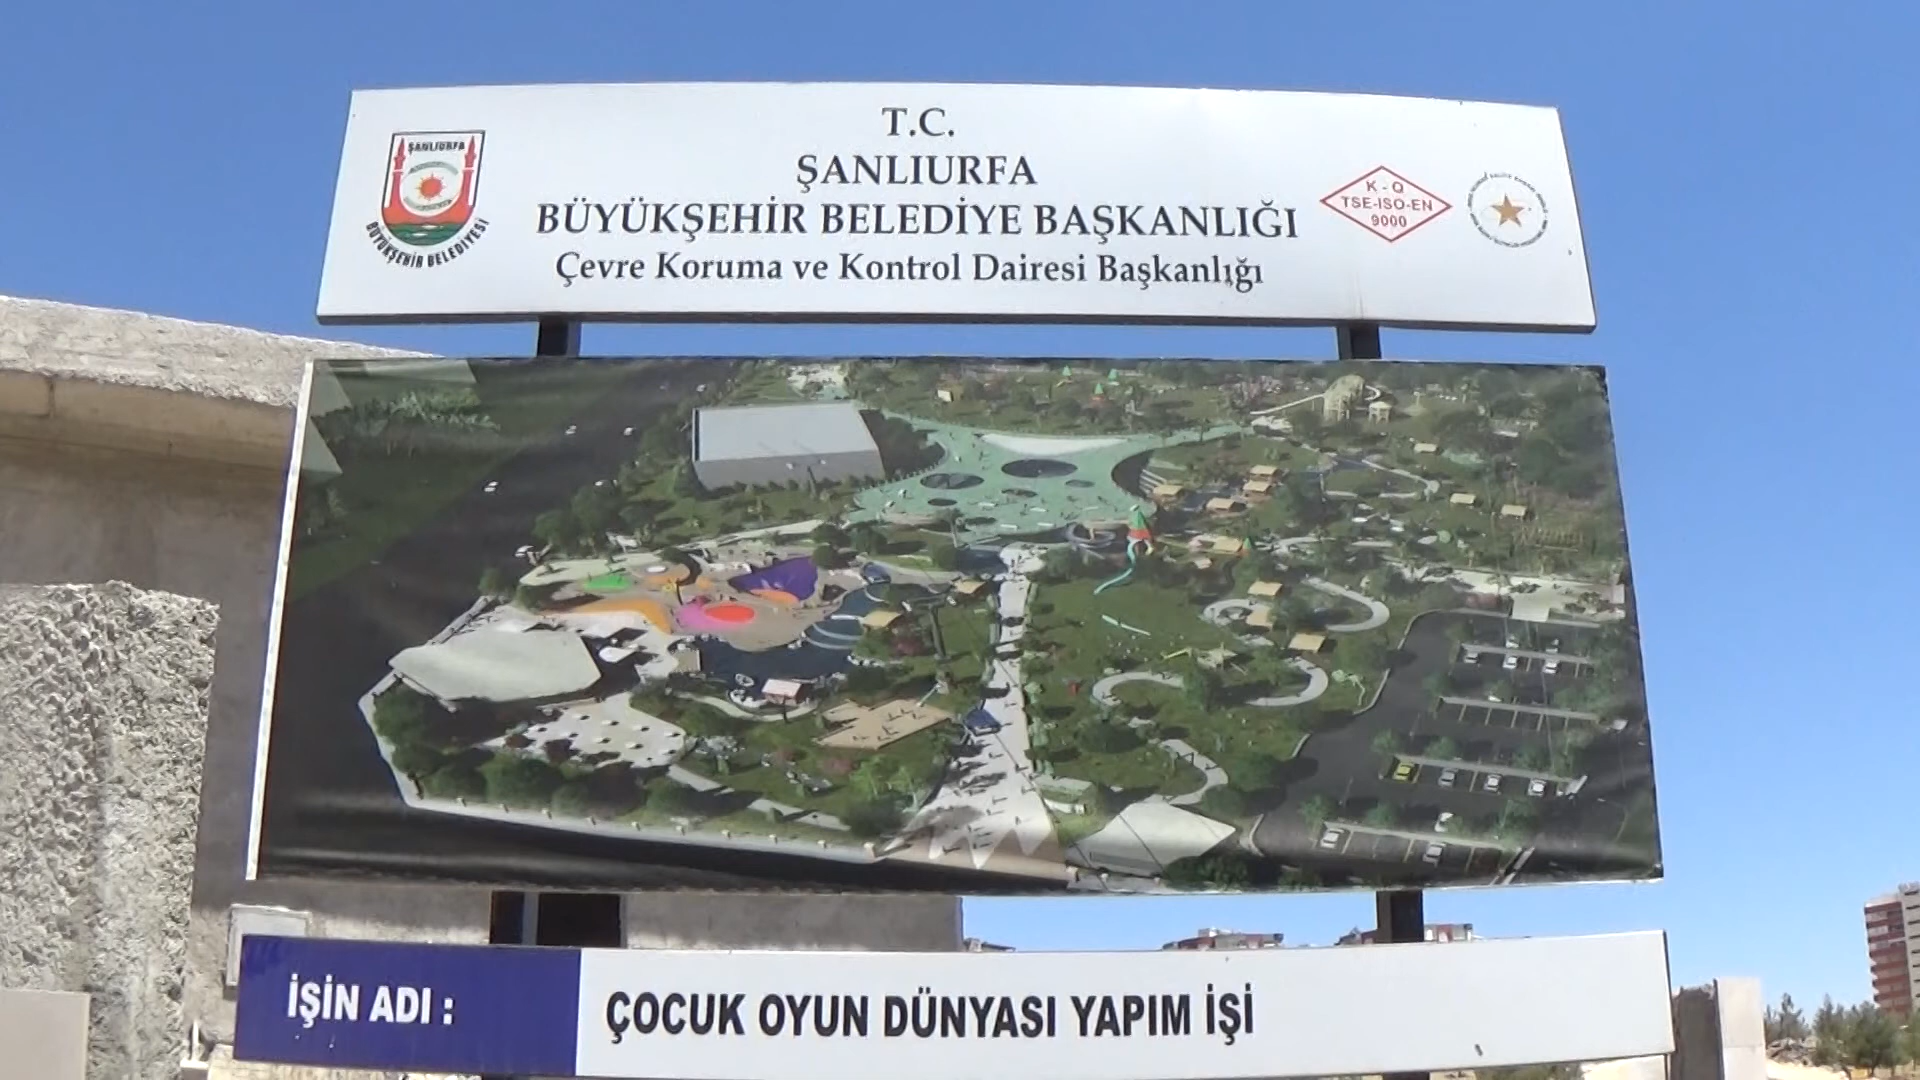 T.C.
ŞANLIURFA
BÜYÜKŞEHİR BELEDİYE BAŞKANLIĞI
Çevre Koruma ve Kontrol Dairesi Başkanlığı
ŞANLIURFA
BÜYÜKŞEHİR BELEDİYESİ
K - Q
TSE-ISO-EN
9000
İŞİN ADI :
ÇOCUK OYUN DÜNYASI YAPIM İŞİ